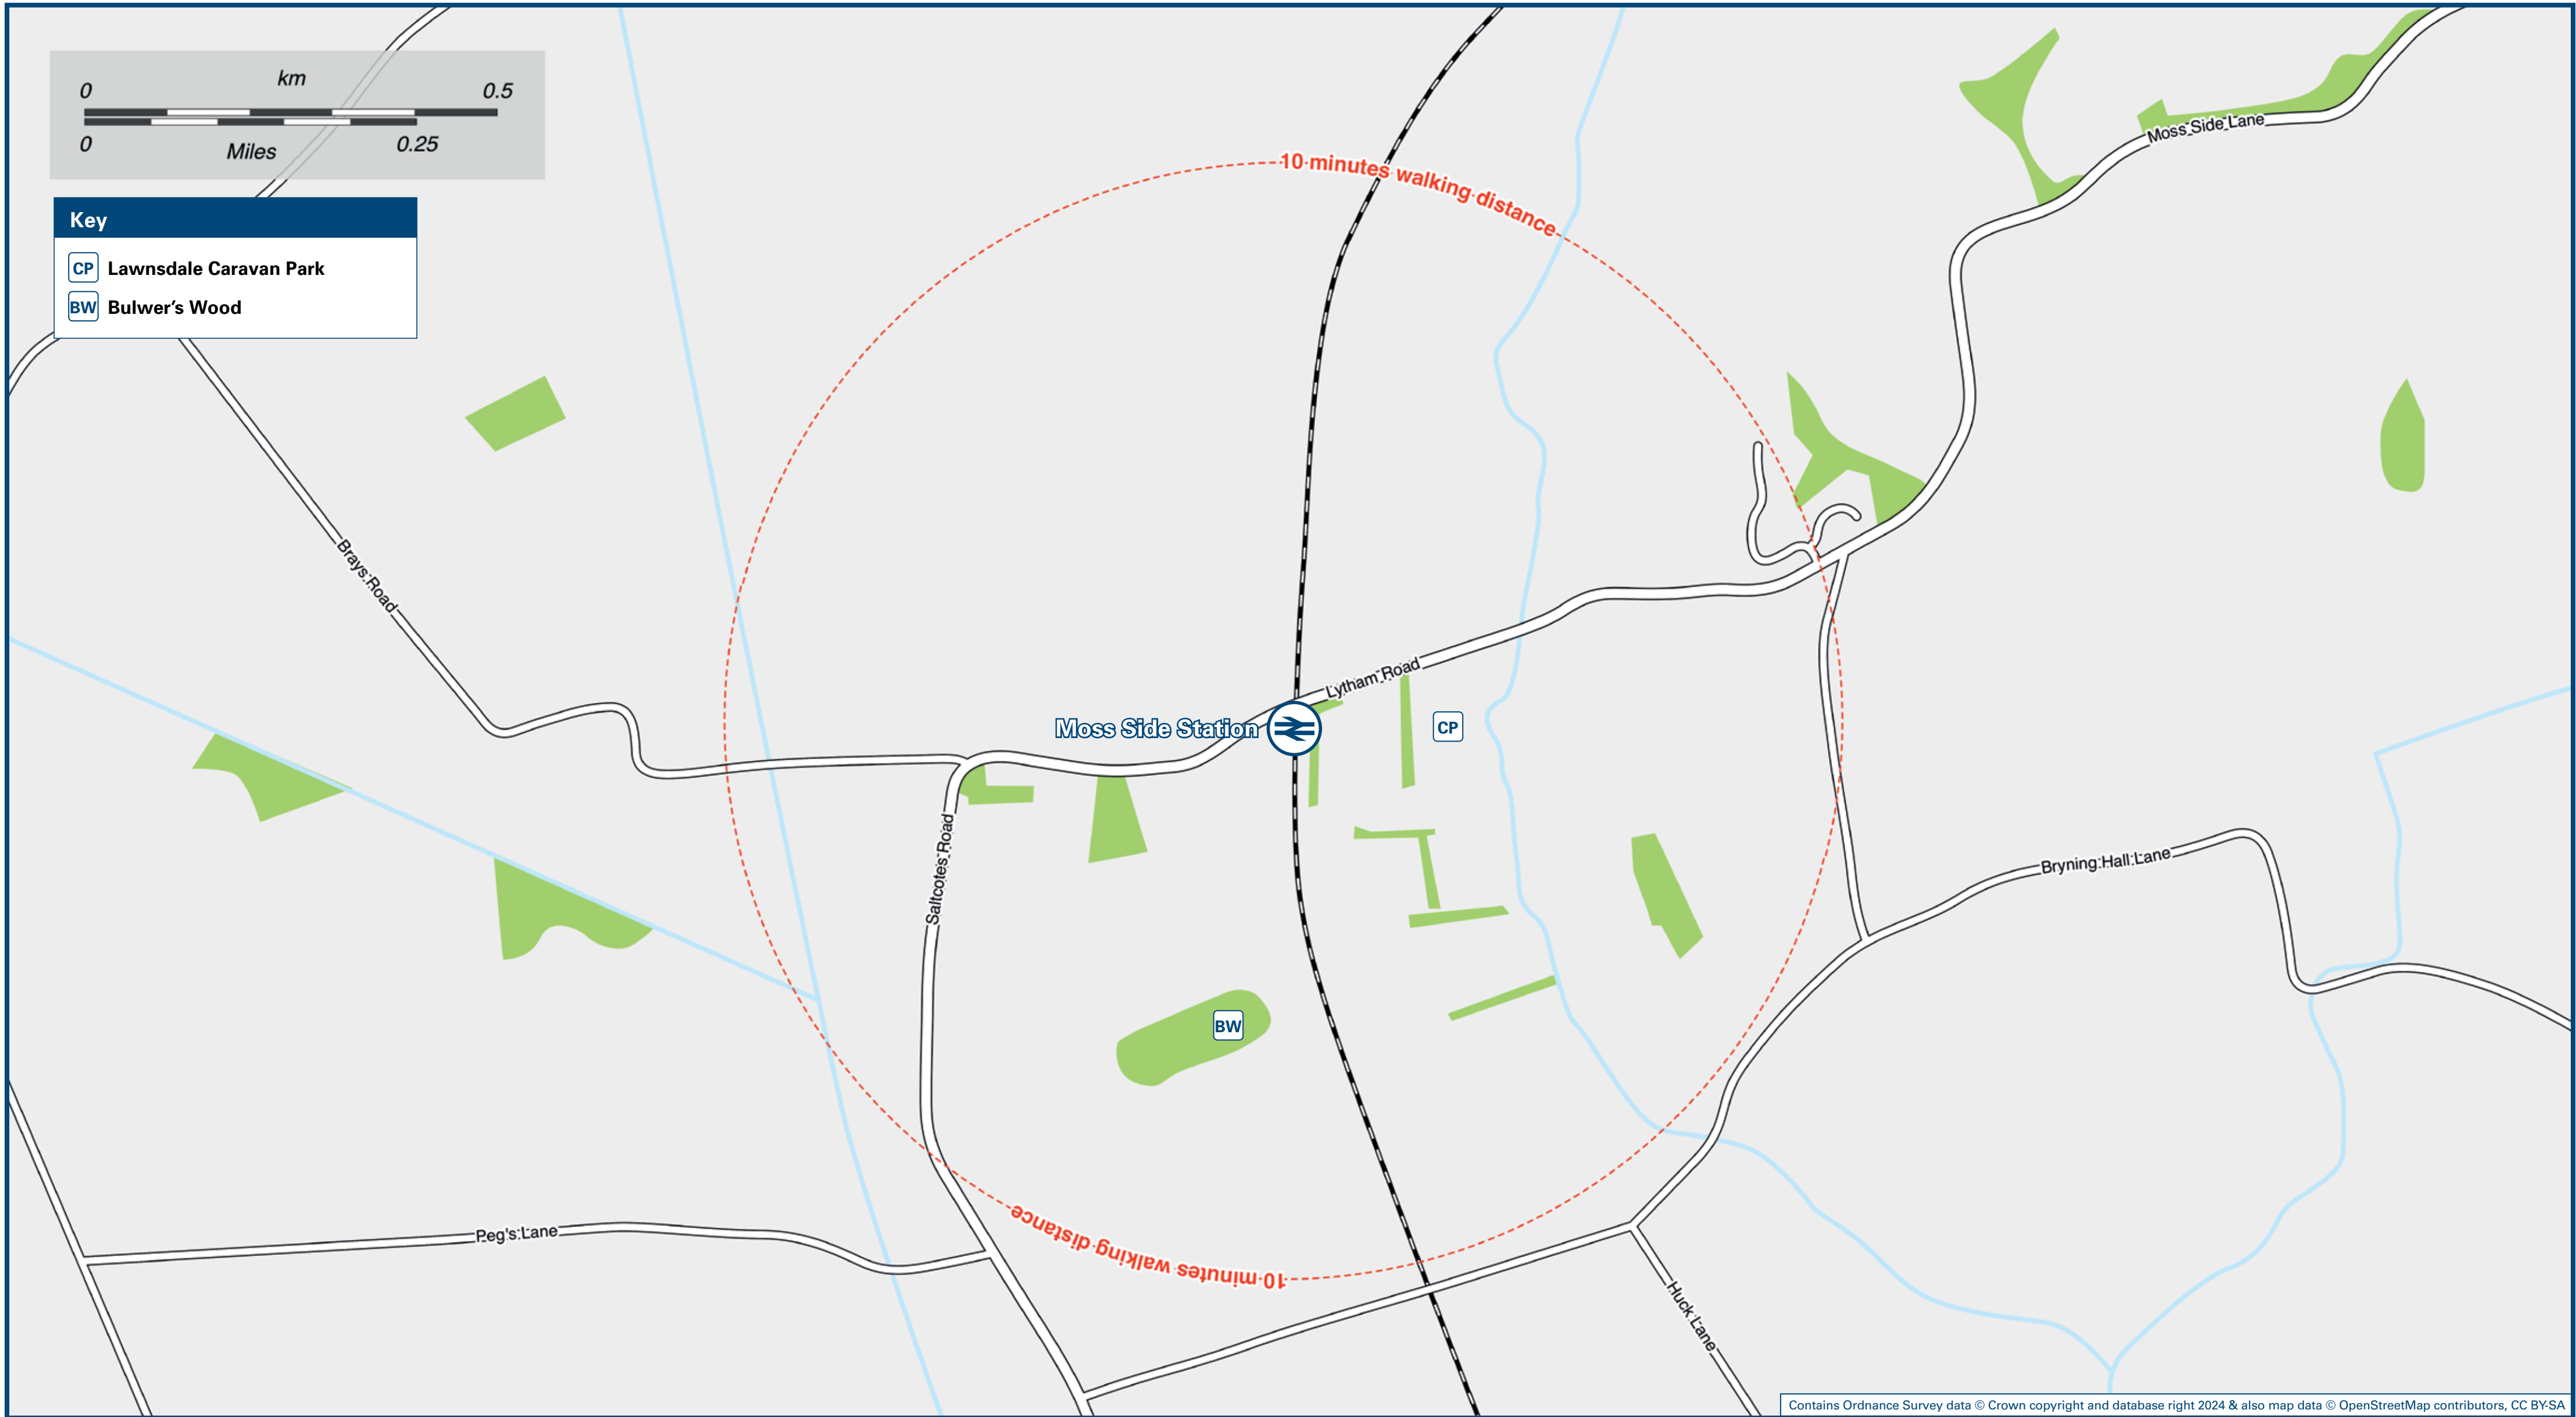 km
0 0.5
0 0.25
Miles
Key
CP Lawnsdale Caravan Park
BW Bulwer's Wood
10 minutes walking distance
Moss Side Lane
Brays Road
Lytham Road
Moss Side Station
CP
Saltcotes Road
Bryning Hall Lane
BW
10 minutes walking distance
Peg's Lane
Huck Lane
Contains Ordnance Survey data © Crown copyright and database right 2024 & also map data © OpenStreetMap contributors, CC BY-SA